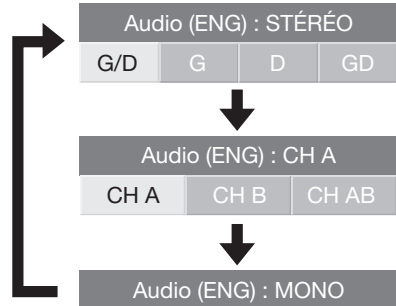 Audio (ENG) : STÉRÉO
G/D G D GD
Audio (ENG) : CH A
CH A CH B CH AB
Audio (ENG) : MONO